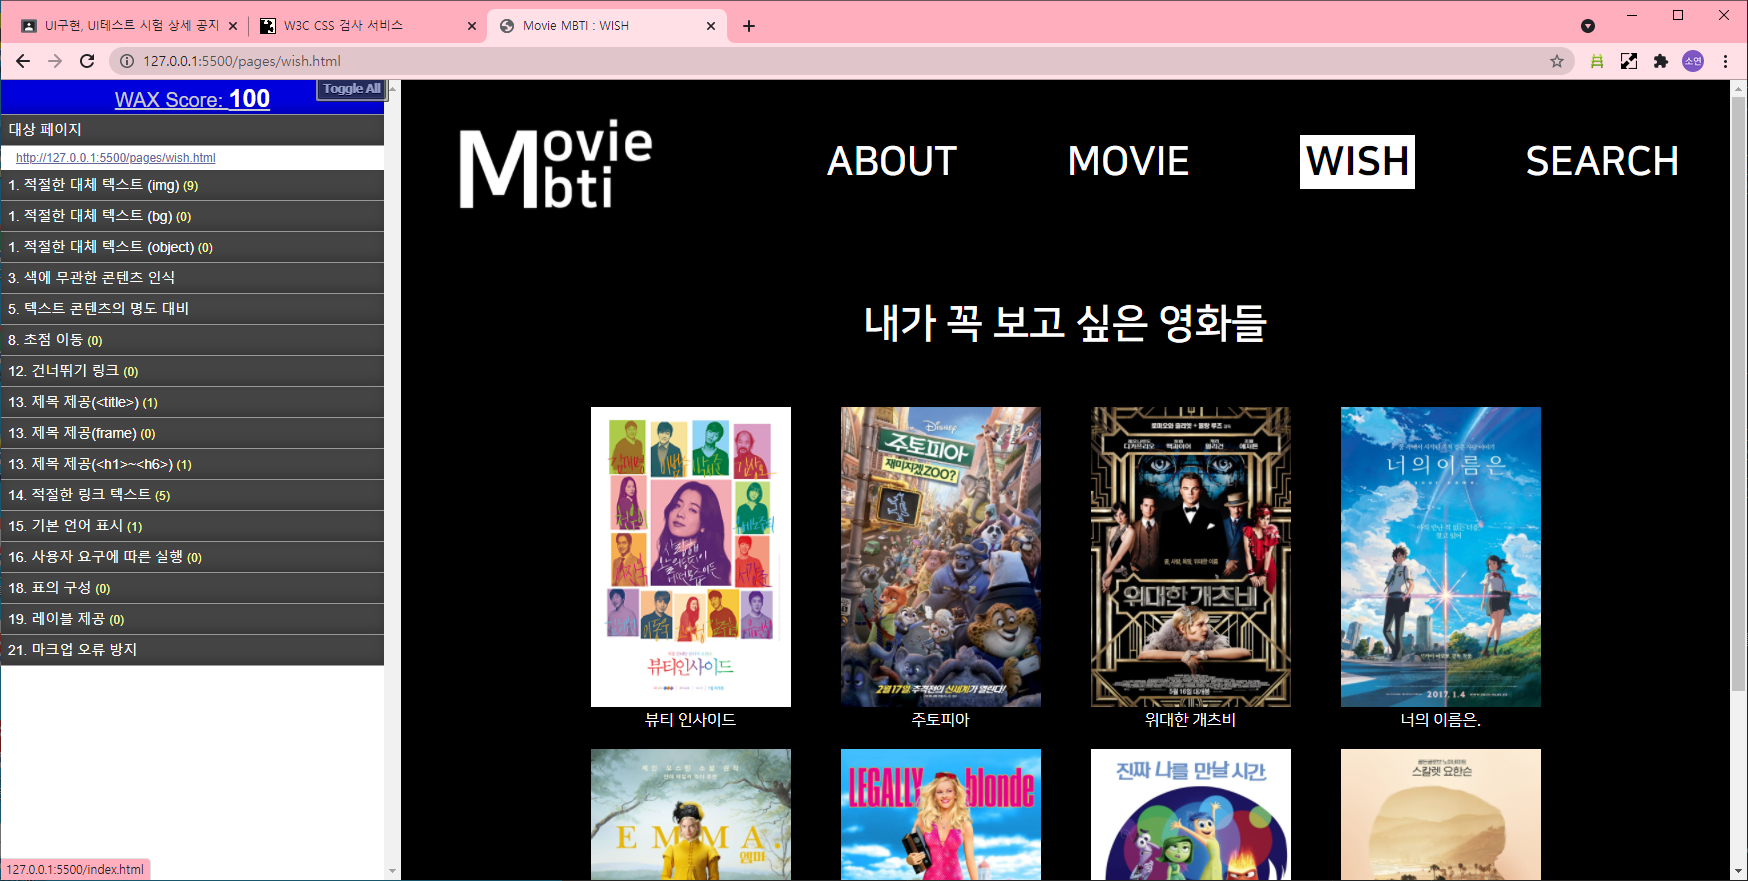 UI구현, UI테스트 시험 상세 공지
W3C CSS 검사 서비스
Movie MBTI : WISH
127.0.0.1:5500/pages/wish.html
소연
WAX Score: 100
Toggle All
대상 페이지
http://127.0.0.1:5500/pages/wish.html
1. 적절한 대체 텍스트 (img) (9)
1. 적절한 대체 텍스트 (bg) (0)
1. 적절한 대체 텍스트 (object) (0)
3. 색에 무관한 콘텐츠 인식
5. 텍스트 콘텐츠의 명도 대비
8. 초점 이동 (0)
12. 건너뛰기 링크 (0)
13. 제목 제공(<title>) (1)
13. 제목 제공(frame) (0)
13. 제목 제공(<h1>~<h6>) (1)
14. 적절한 링크 텍스트 (5)
15. 기본 언어 표시 (1)
16. 사용자 요구에 따른 실행 (0)
18. 표의 구성 (0)
19. 레이블 제공 (0)
21. 마크업 오류 방지
127.0.0.1:5500/index.html
Movie
Mbti
ABOUT
MOVIE
WISH
SEARCH
내가 꼭 보고 싶은 영화들
뷰티인사이드
뷰티 인사이드
Disney
주토피아
재미지겠ZOO?
2월 17일, 추격전의 신세계가 열린다!
주토피아
위대한 개츠비
5월 16일 대개봉
위대한 개츠비
너의 이름은
2017.1.4
너의 이름은.
EMMA.
엠마
LEGALLY blonde
진짜 나를 만날 시간
스칼렛 요한슨